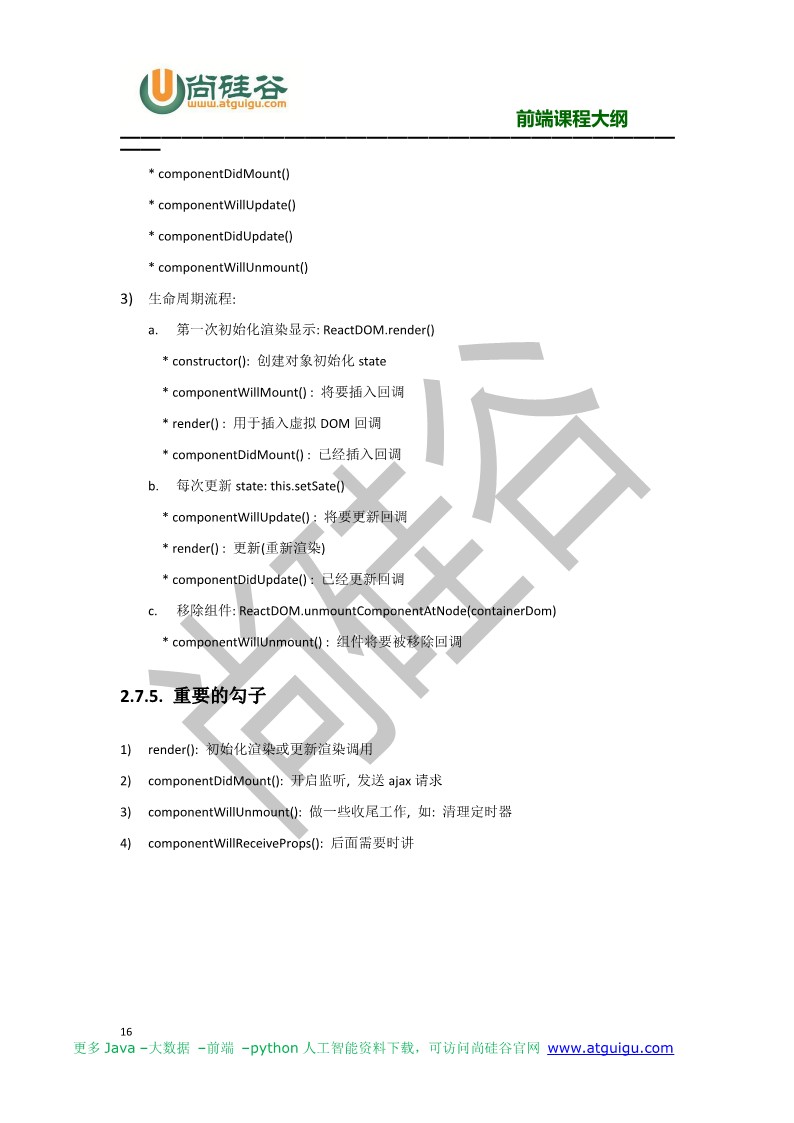 尚硅谷
www.atguigu.com
前端课程大纲
* componentDidMount()
* componentWillUpdate()
* componentDidUpdate()
* componentWillUnmount()
3) 生命周期流程:
a. 第一次初始化渲染显示: ReactDOM.render()
* constructor(): 创建对象初始化 state
* componentWillMount() : 将要插入回调
* render() : 用于插入虚拟 DOM 回调
* componentDidMount() : 已经插入回调
b. 每次更新 state: this.setSate()
* componentWillUpdate() : 将要更新回调
* render() : 更新(重新渲染)
* componentDidUpdate() : 已经更新回调
c. 移除组件: ReactDOM.unmountComponentAtNode(containerDom)
* componentWillUnmount() : 组件将要被移除回调
尚硅谷
2.7.5. 重要的勾子
1) render(): 初始化渲染或更新渲染调用
2) componentDidMount(): 开启监听, 发送 ajax 请求
3) componentWillUnmount(): 做一些收尾工作, 如: 清理定时器
4) componentWillReceiveProps(): 后面需要时讲
16
更多 Java –大数据 –前端 –python 人工智能资料下载，可访问尚硅谷官网 www.atguigu.com